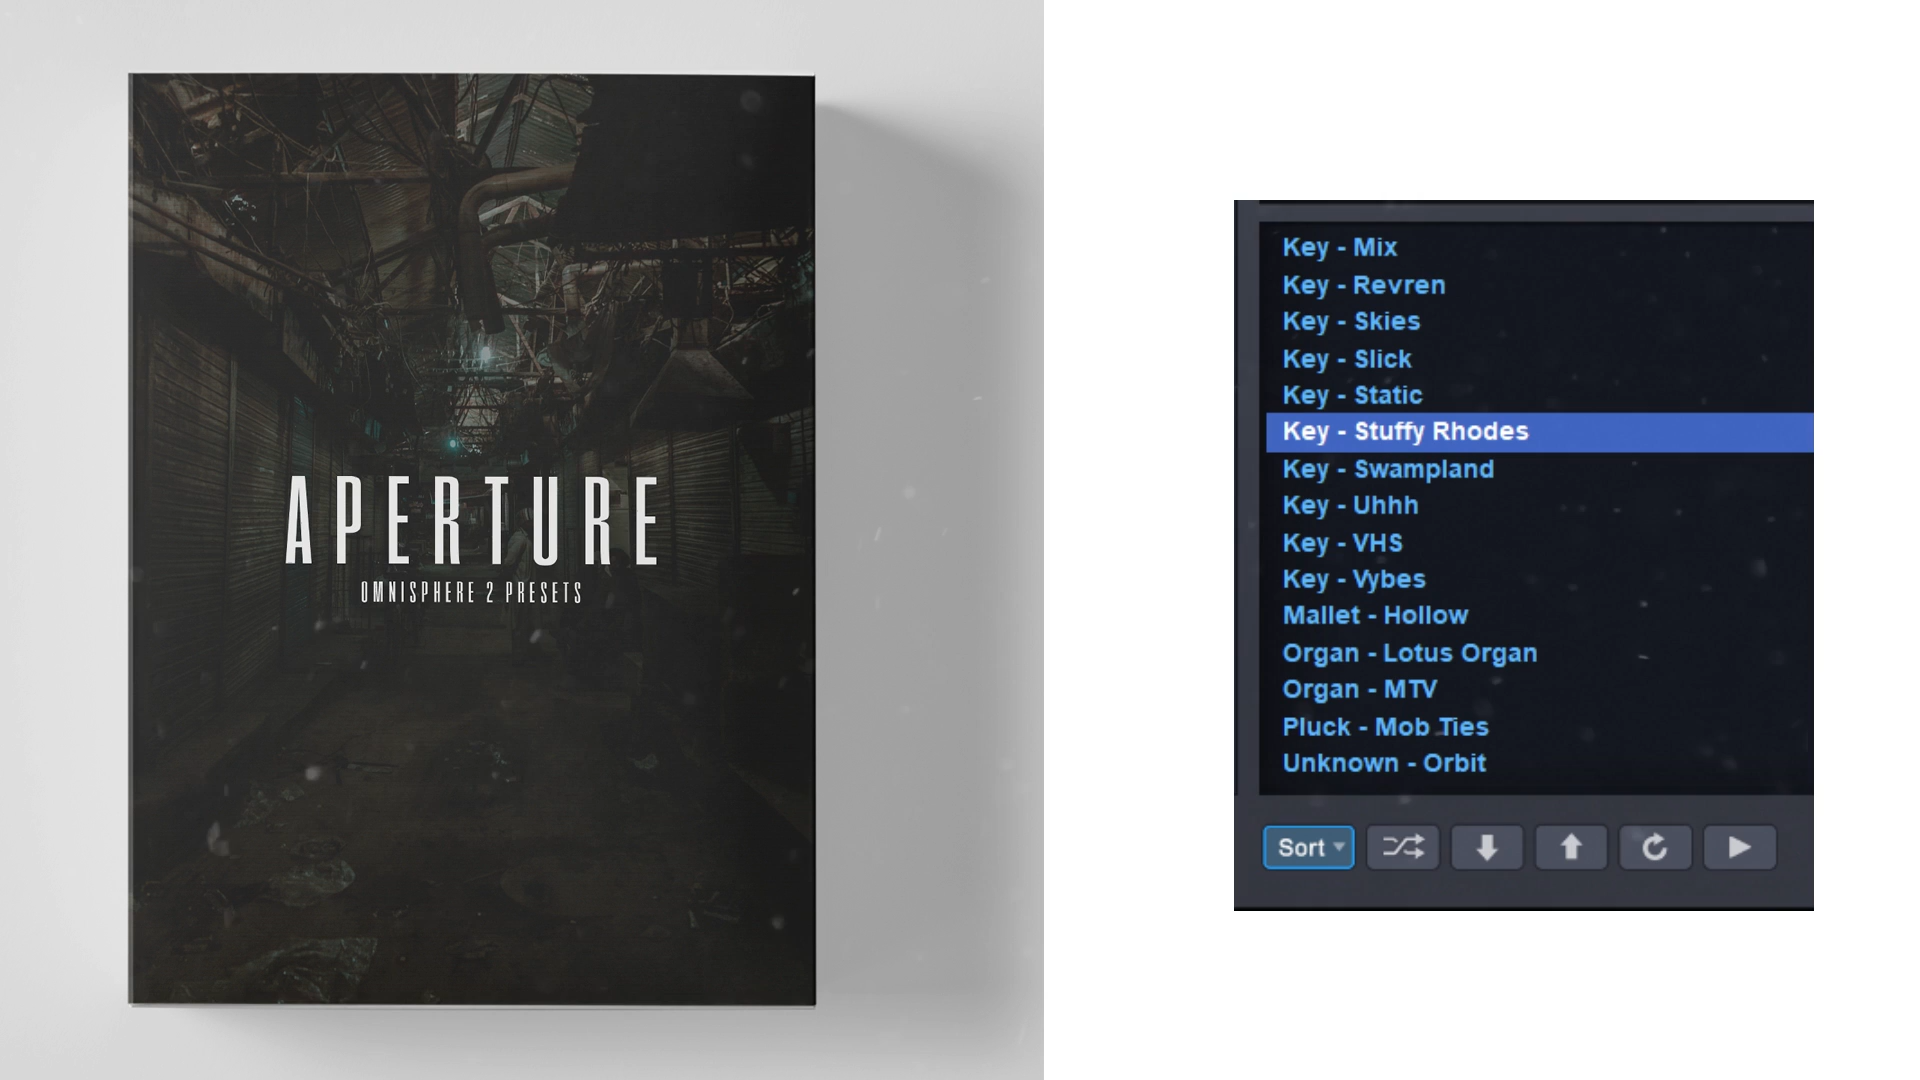 APERTURE
OMNISPHERE 2 PRESETS
Key - Mix
Key - Revren
Key - Skies
Key - Slick
Key - Static
Key - Stuffy Rhodes
Key - Swampland
Key - Uhhh
Key - VHS
Key - Vybes
Mallet - Hollow
Organ - Lotus Organ
Organ - MTV
Pluck - Mob Ties
Unknown - Orbit
Sort